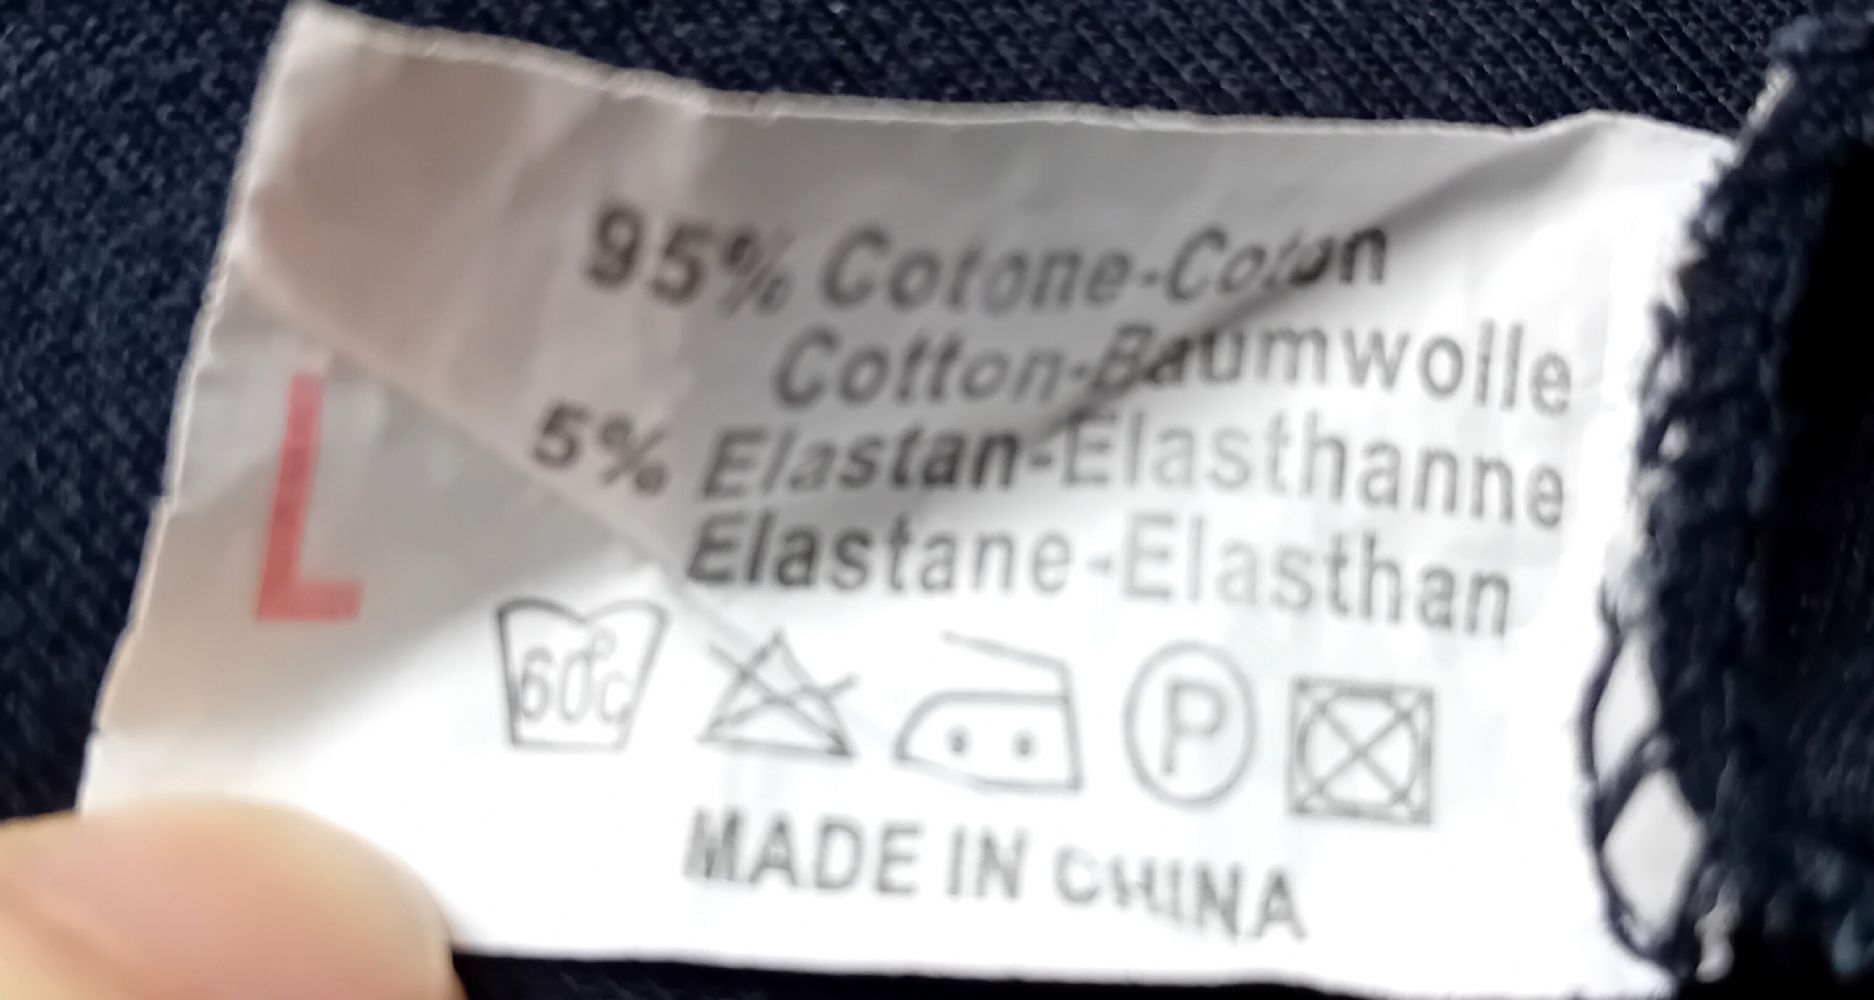 95% Cotone-Coton
Cotton-Baumwolle
5% Elastan-Elasthanne
Elastane-Elasthan
L
60°c
P
MADE IN CHINA